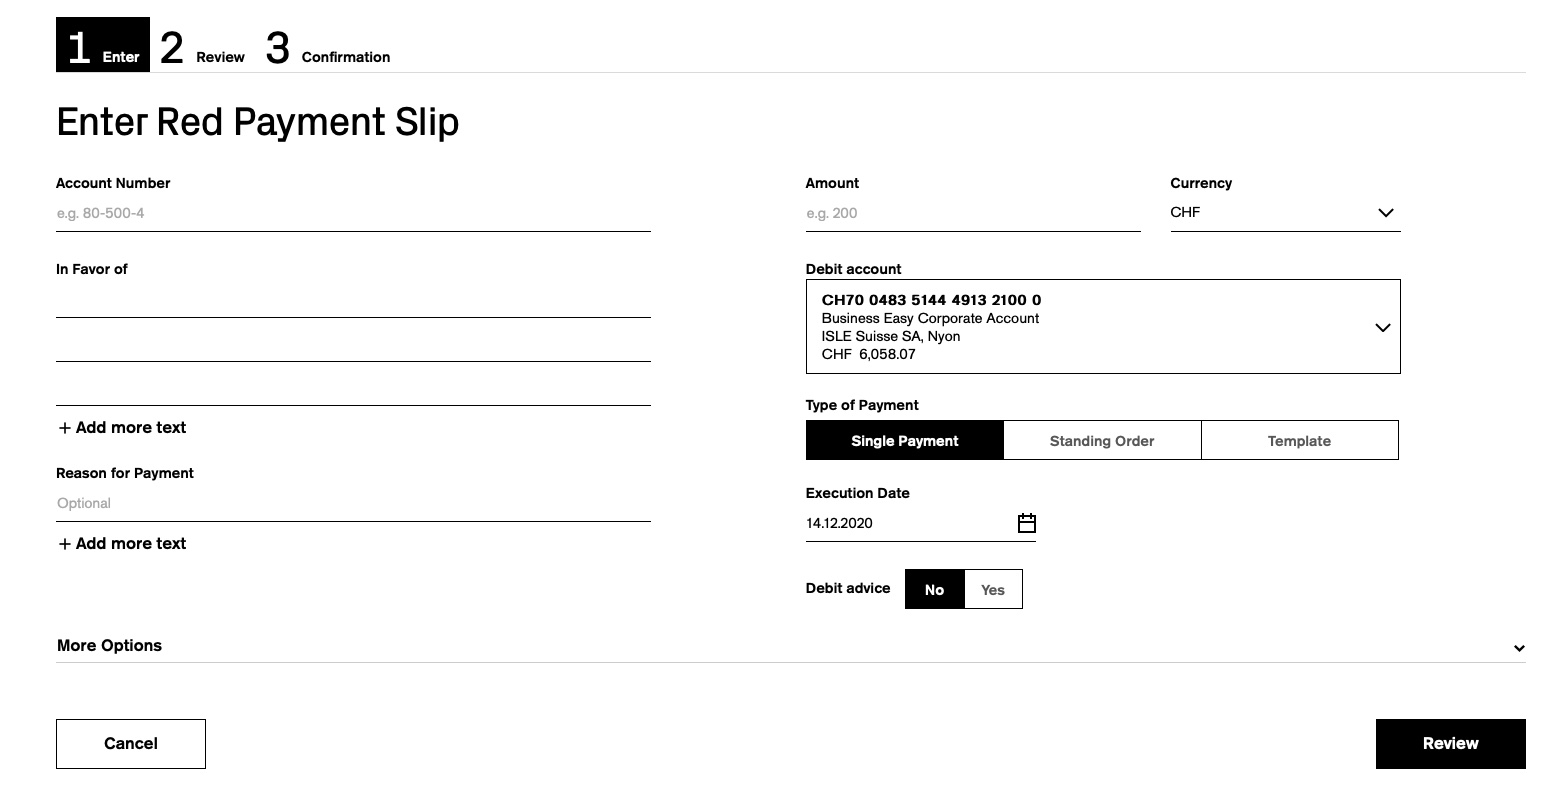 1 Enter 2 Review 3 Confirmation
Enter Red Payment Slip
Account Number
e.g. 80-500-4
In Favor of
+ Add more text
Reason for Payment
Optional
+ Add more text
Amount
e.g. 200
Currency
CHF
Debit account
CH70 0483 5144 4913 2100 0
Business Easy Corporate Account
ISLE Suisse SA, Nyon
CHF 6,058.07
Type of Payment
Single Payment Standing Order Template
Execution Date
14.12.2020
Debit advice No Yes
More Options
Cancel Review